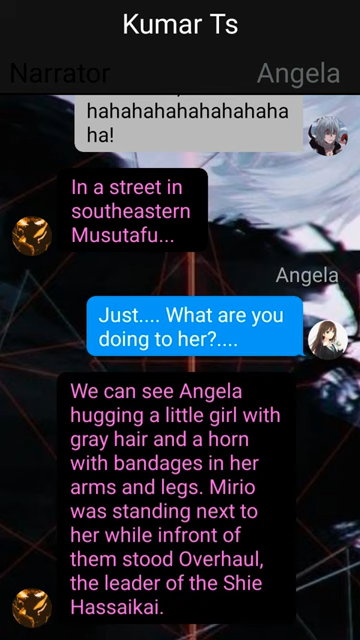 Kumar Ts
Narrator
Angela
hahahahahahahahaha
ha!
In a street in
southeastern
Musutafu...
Angela
Just.... What are you
doing to her?....
We can see Angela
hugging a little girl with
gray hair and a horn
with bandages in her
arms and legs. Mirio
was standing next to
her while infront of
them stood Overhaul,
the leader of the Shie
Hassaikai.